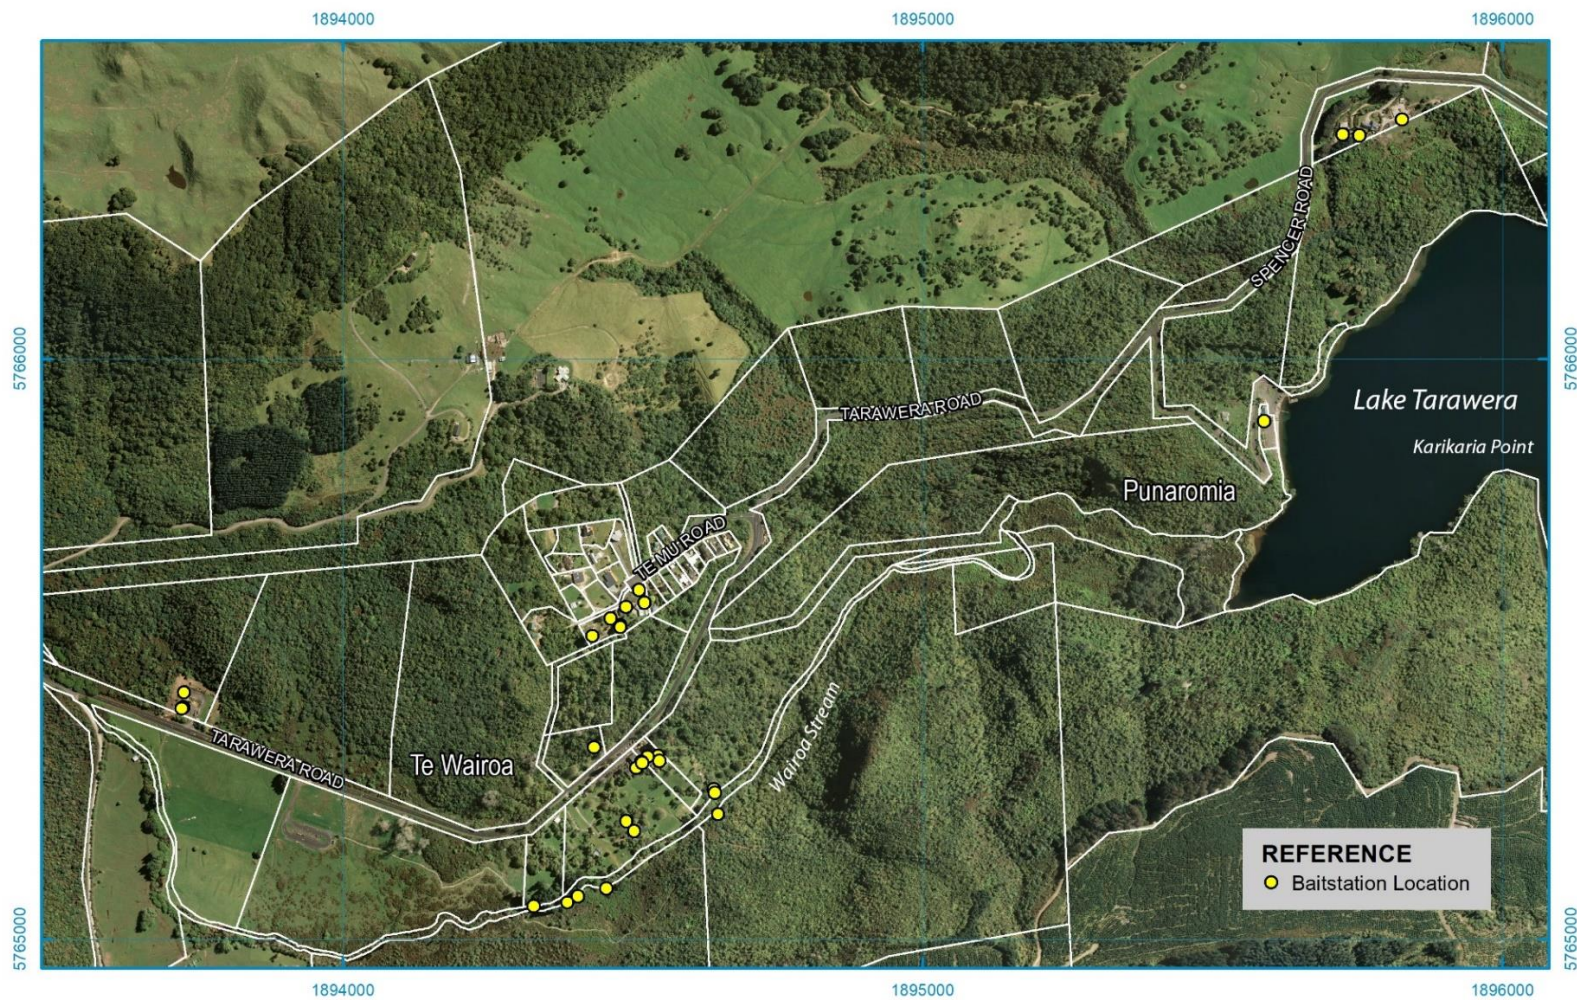 1894000
1895000
1896000
SPENCER ROAD
5766000
5766000
Lake Tarawera
TARAWERA ROAD
Karikaria Point
Punaromia
TE MU ROAD
Wairoa Stream
TARAWERA ROAD
Te Wairoa
REFERENCE
Baitstation Location
5765000
5765000
1894000
1895000
1896000